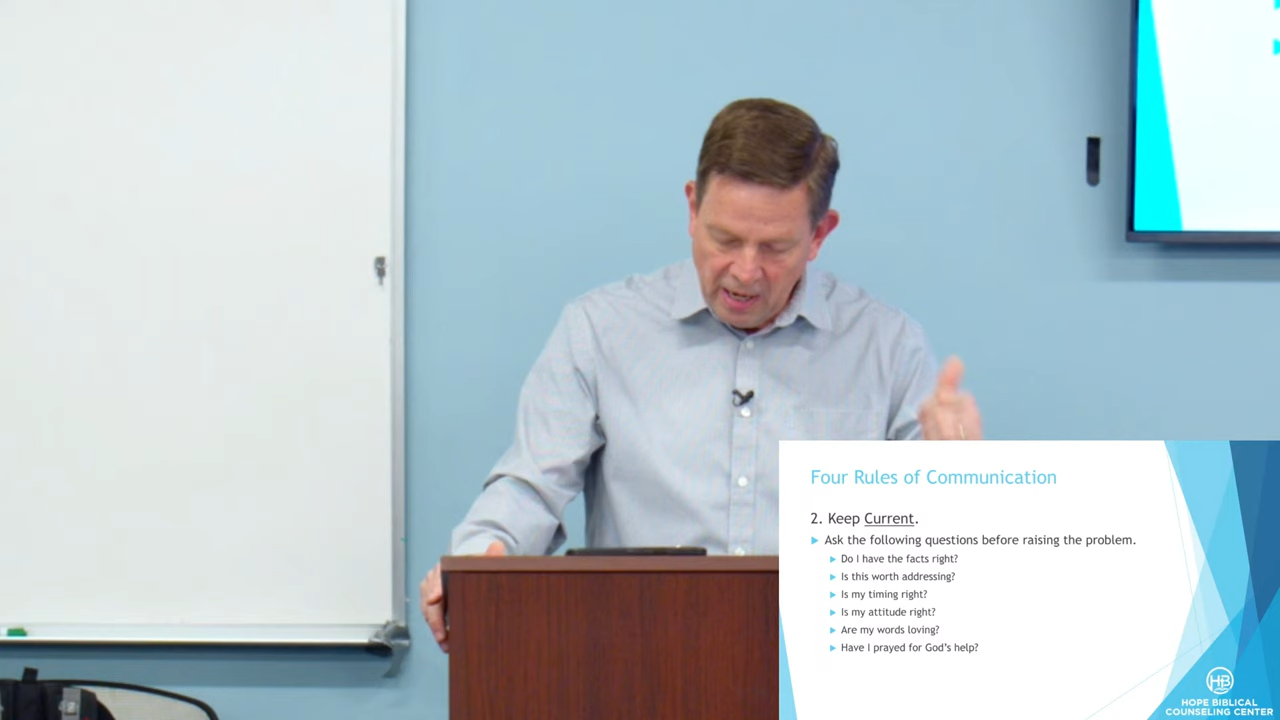 Four Rules of Communication
2. Keep Current.
Ask the following questions before raising the problem.
Do I have the facts right?
Is this worth addressing?
Is my timing right?
Is my attitude right?
Are my words loving?
Have I prayed for God's help?
HB
HOPE BIBLICAL
COUNSELING CENTER